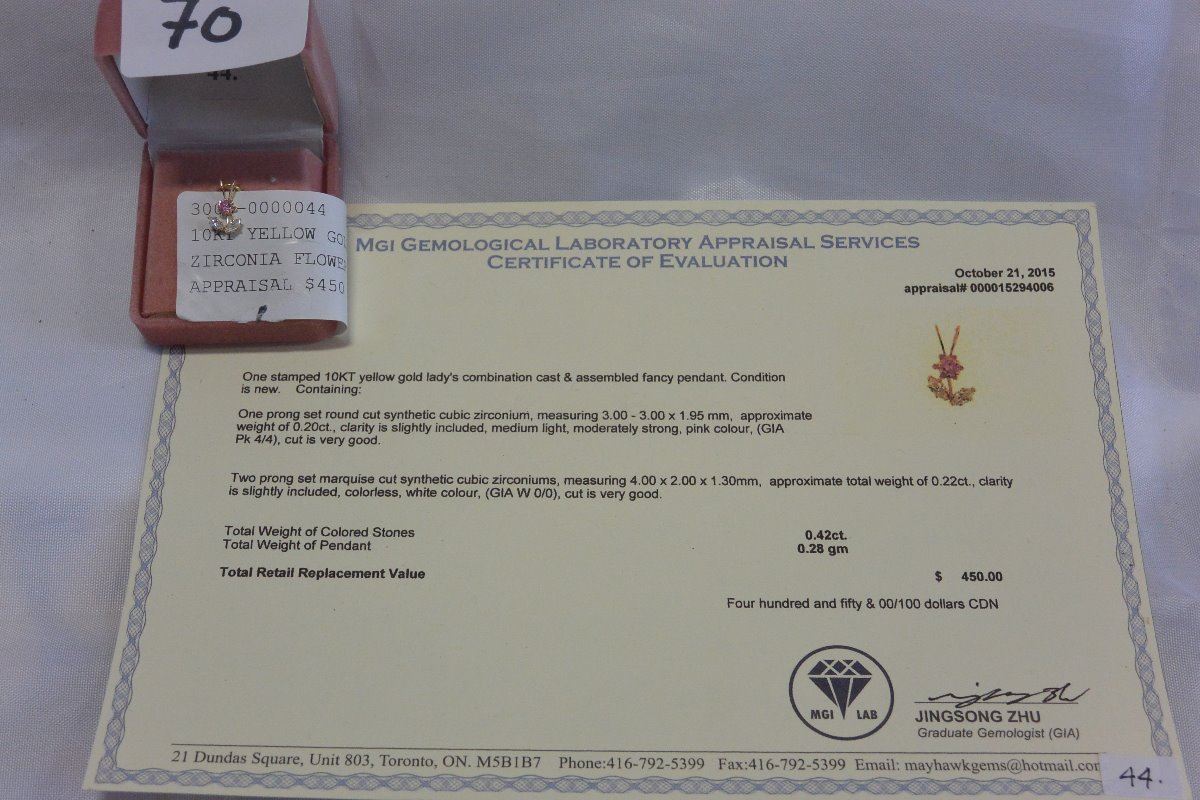 70
44.
10KT YELLOW
ZIRCONIA
APPRAISAL $450
MGI GEMOLOGICAL LABORATORY APPRAISAL SERVICES
CERTIFICATE OF EVALUATION
October 21, 2015
appraisal# 000015294006
One stamped 10KT yellow gold lady's combination cast & assembled fancy pendant. Condition
is new. Containing:
One prong set round cut synthetic cubic zirconium, measuring 3.00 - 3.00 x 1.95 mm, approximate
weight of 0.20ct., clarity is slightly included, medium light, moderately strong, pink colour, (GIA
Pk 4/4), cut is very good.
Two prong set marquise cut synthetic cubic zirconiums, measuring 4.00 x 2.00 x 1.30mm, approximate total weight of 0.22ct., clarity
is slightly included, colorless, white colour, (GIA W 0/0), cut is very good.
Total Weight of Colored Stones 0.42ct.
Total Weight of Pendant 0.28 gm
Total Retail Replacement Value $ 450.00
Four hundred and fifty & 00/100 dollars CDN
MGI LAB
JINGSONG ZHU
Graduate Gemologist (GIA)
21 Dundas Square, Unit 803, Toronto, ON. M5B1B7 Phone:416-792-5399 Fax:416-792-5399 Email: mayhawkgems@hotmail.com
44.